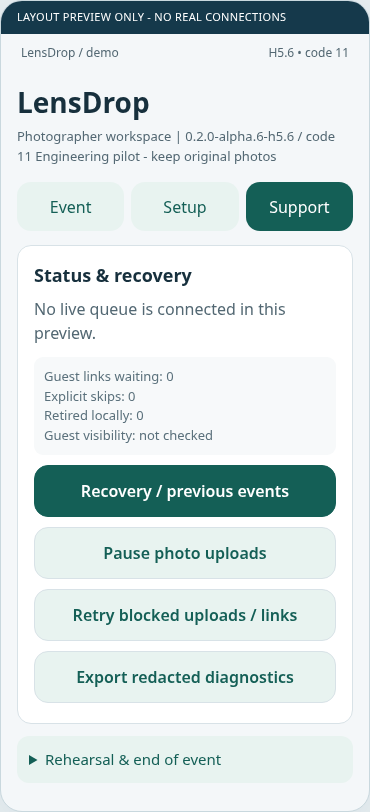 LAYOUT PREVIEW ONLY - NO REAL CONNECTIONS
LensDrop / demo
H5.6 • code 11
LensDrop
Photographer workspace | 0.2.0-alpha.6-h5.6 / code
11 Engineering pilot - keep original photos
Event
Setup
Support
Status & recovery
No live queue is connected in this
preview.
Guest links waiting: 0
Explicit skips: 0
Retired locally: 0
Guest visibility: not checked
Recovery / previous events
Pause photo uploads
Retry blocked uploads / links
Export redacted diagnostics
Rehearsal & end of event